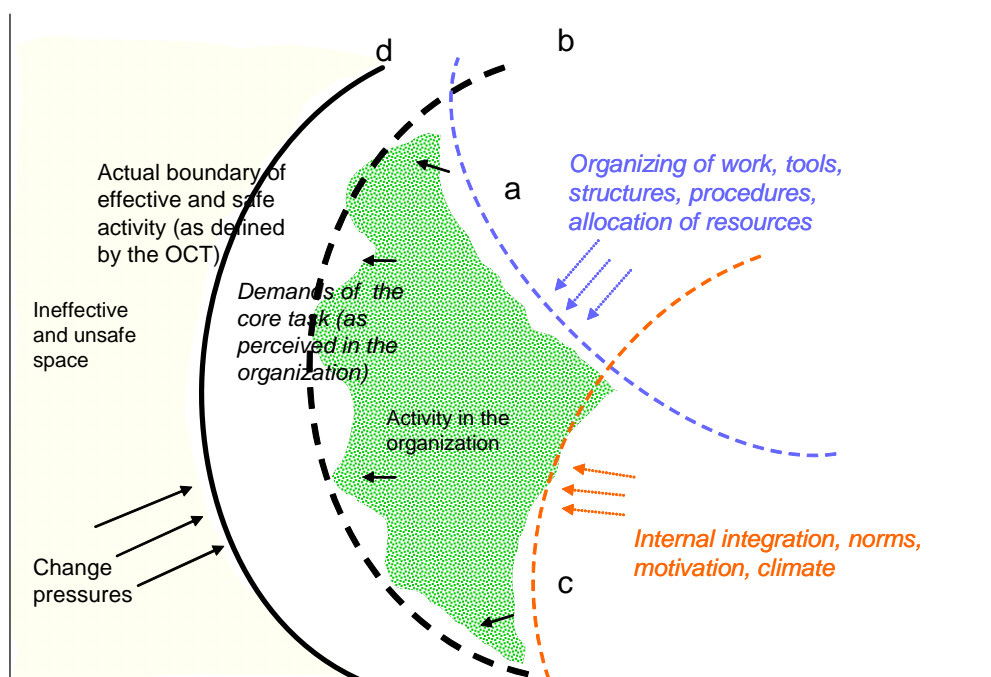 d
b
Actual boundary of
effective and safe
activity (as defined
by the OCT)
a
Organizing of work, tools,
structures, procedures,
allocation of resources
Ineffective
and unsafe
space
Demands of the
core task (as
perceived in the
organization)
Activity in the
organization
Change
pressures
Internal integration, norms,
motivation, climate
c